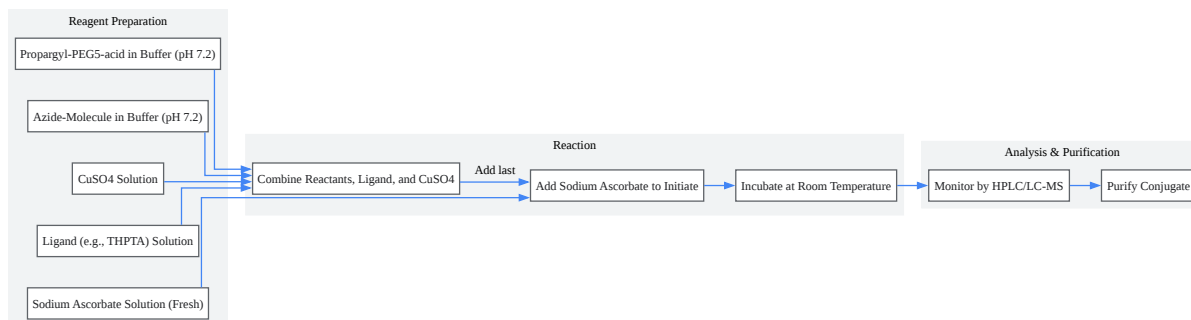 Reagent Preparation
Propargyl-PEG5-acid in Buffer (pH 7.2)
Azide-Molecule in Buffer (pH 7.2)
CuSO4 Solution
Ligand (e.g., THPTA) Solution
Sodium Ascorbate Solution (Fresh)
Reaction
Combine Reactants, Ligand, and CuSO4
Add last
Add Sodium Ascorbate to Initiate
Incubate at Room Temperature
Analysis & Purification
Monitor by HPLC/LC-MS
Purify Conjugate